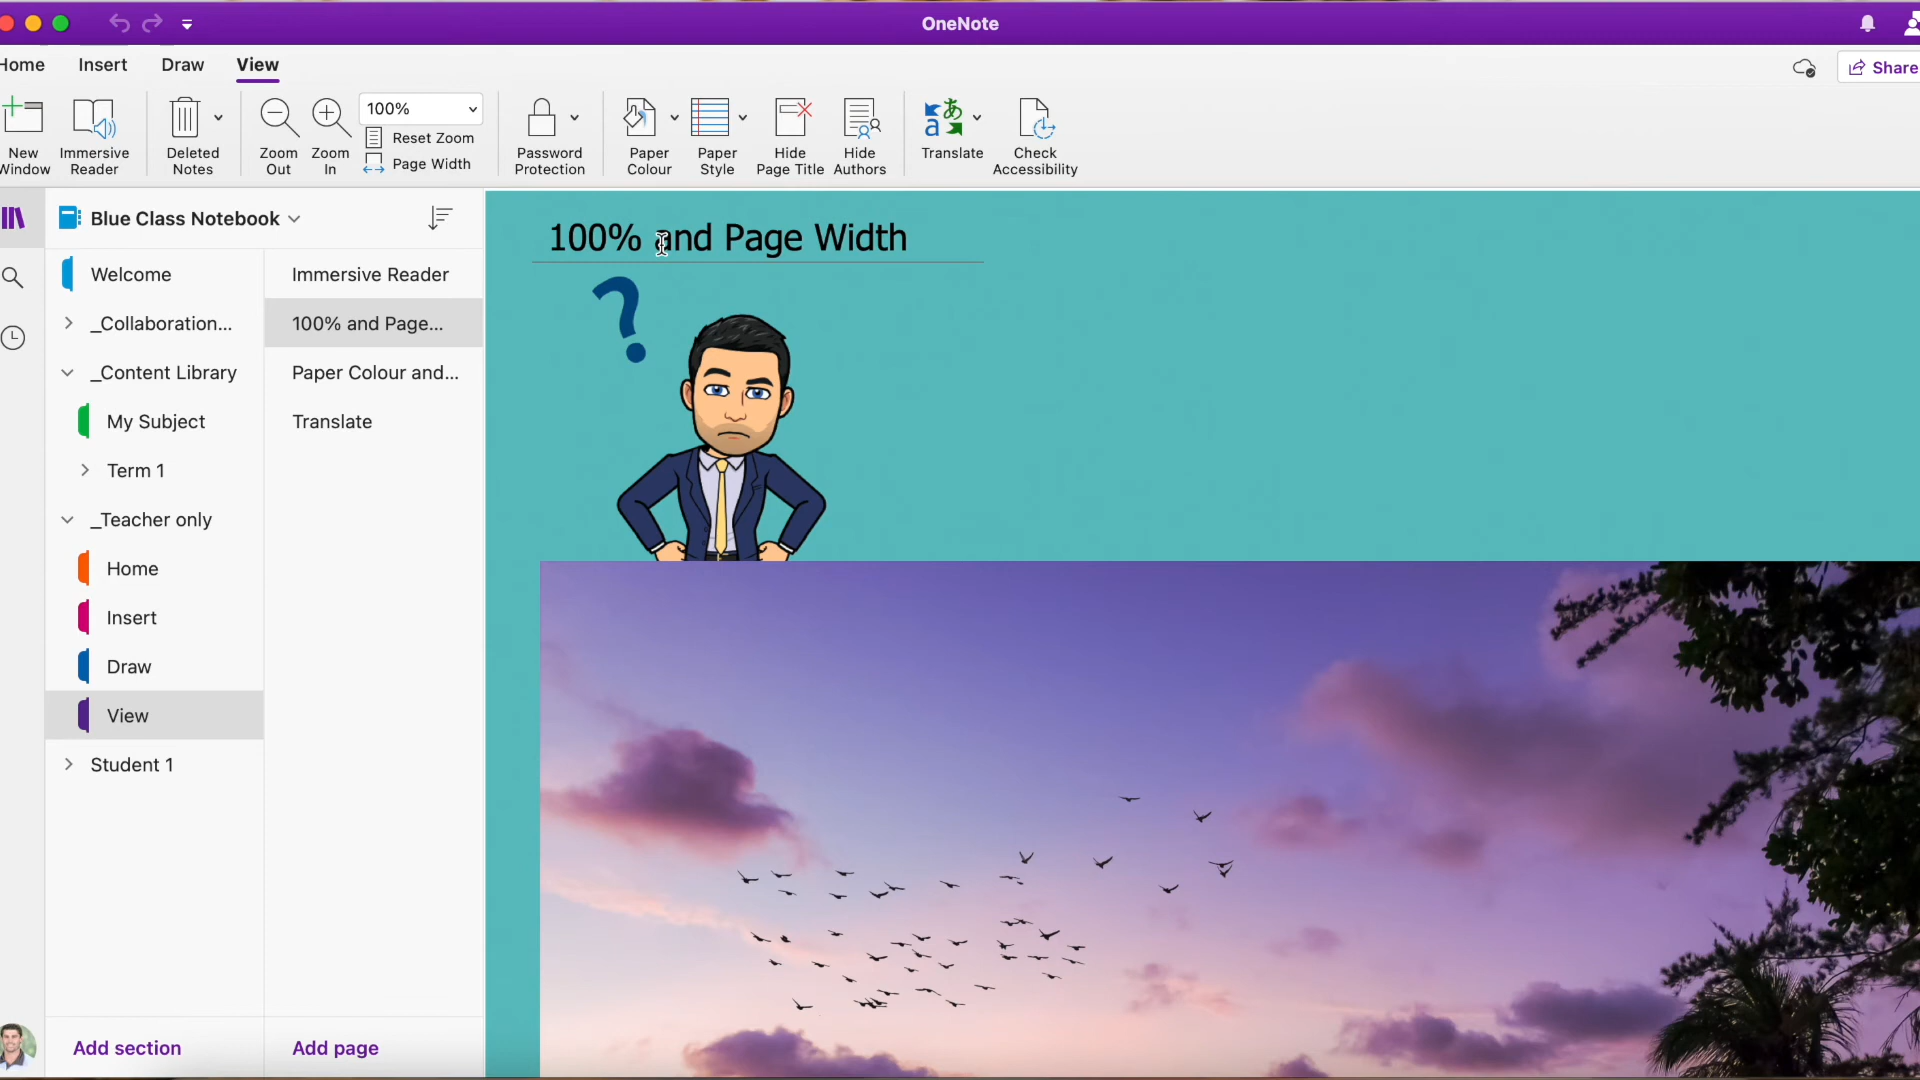 OneNote
Home Insert Draw View
Share
New Window
Immersive Reader
Deleted Notes
Zoom Out
Zoom In
100%
Reset Zoom
Page Width
Password Protection
Paper Colour
Paper Style
Hide Page Title
Hide Authors
Translate
Check Accessibility
Blue Class Notebook
Welcome
_Collaboration...
_Content Library
My Subject
Term 1
_Teacher only
Home
Insert
Draw
View
Student 1
Add section
Immersive Reader
100% and Page...
Paper Colour and...
Translate
Add page
100% and Page Width
?